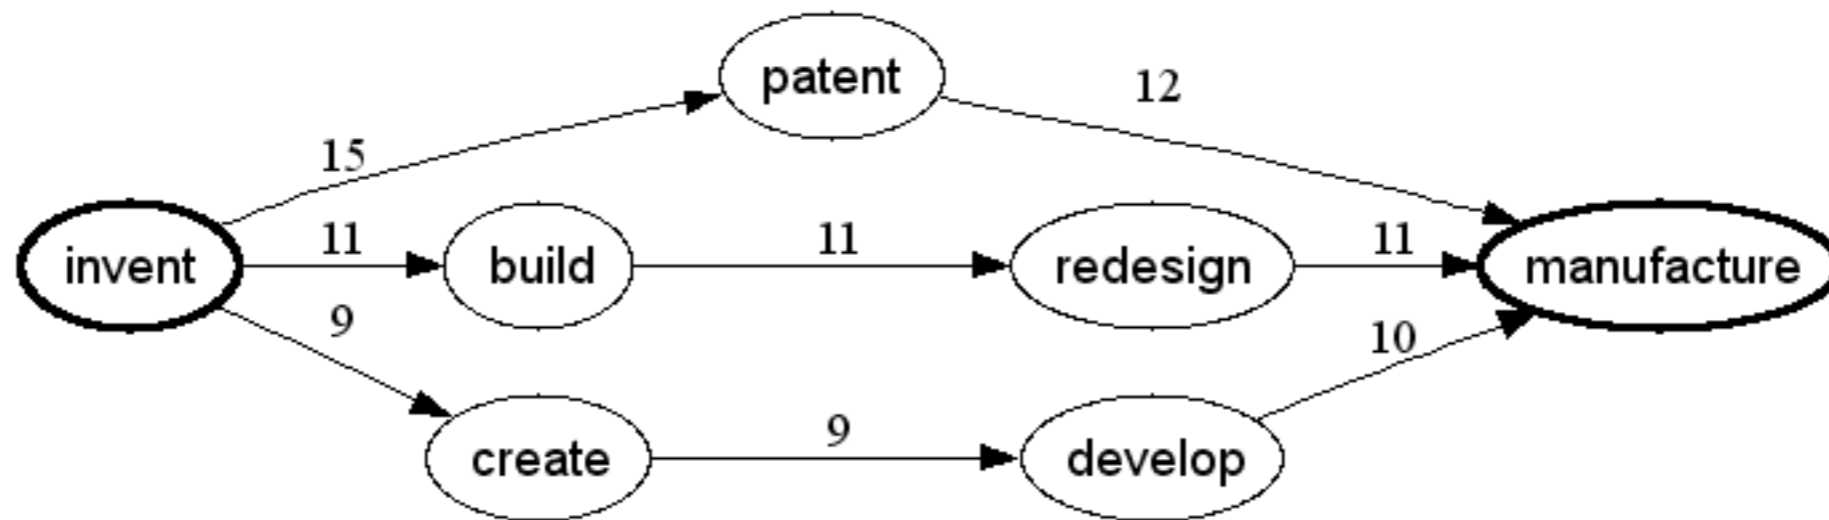 patent
12
15
invent
11
build
11
redesign
11
manufacture
9
10
create
9
develop